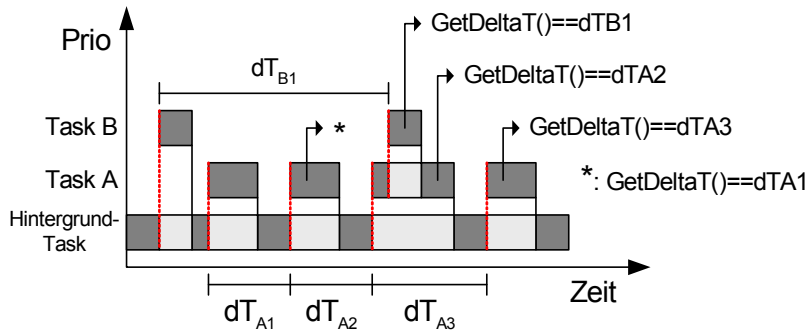 Prio
GetDeltaT()==dTB1
dT_B1
GetDeltaT()==dTA2
Task B
*
GetDeltaT()==dTA3
Task A
*: GetDeltaT()==dTA1
Hintergrund-
Task
Zeit
dT_A1 dT_A2 dT_A3